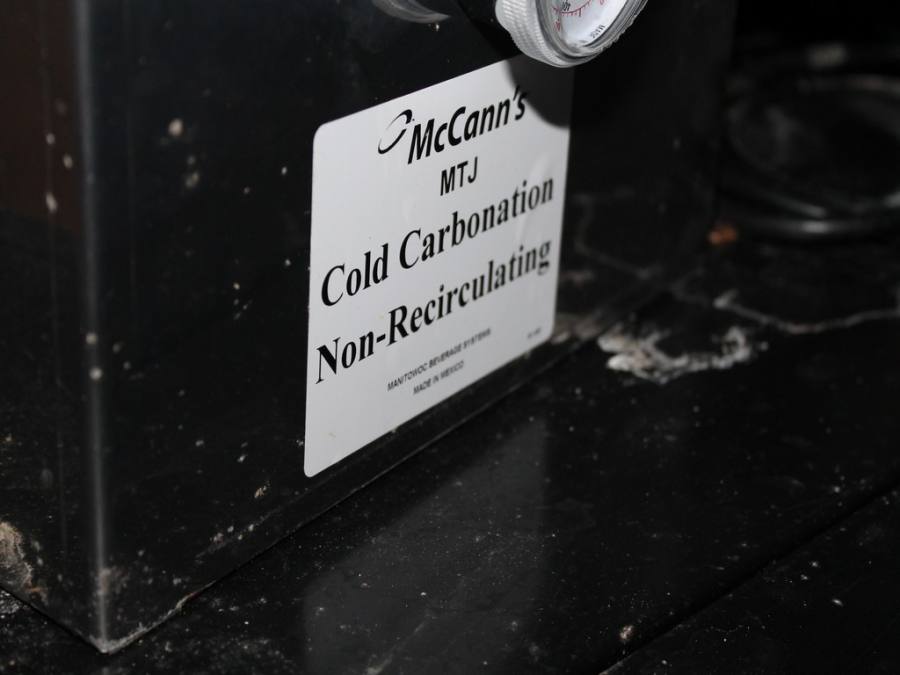 McCann's
MTJ
Cold Carbonation
Non-Recirculating
MANITOWOC BEVERAGE SYSTEMS
MADE IN MEXICO